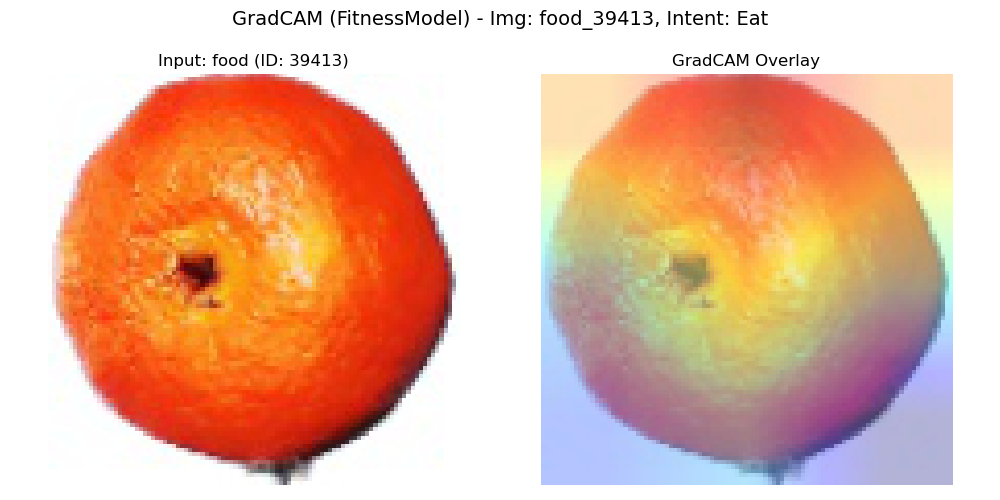 GradCAM (FitnessModel) - Img: food_39413, Intent: Eat
Input: food (ID: 39413)
GradCAM Overlay